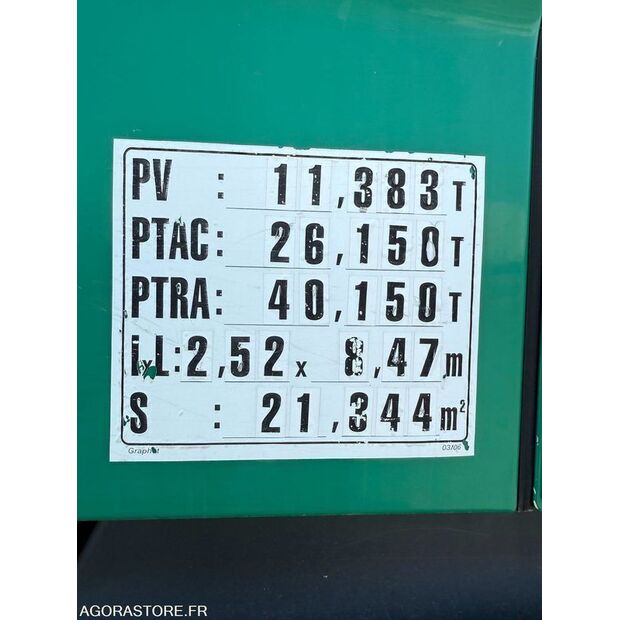 PV : 11,383 T
PTAC: 26,150 T
PTRA: 40,150 T
lxL: 2,52 x 8,47 m
S : 21,344 m²
03/06
AGORASTORE.FR